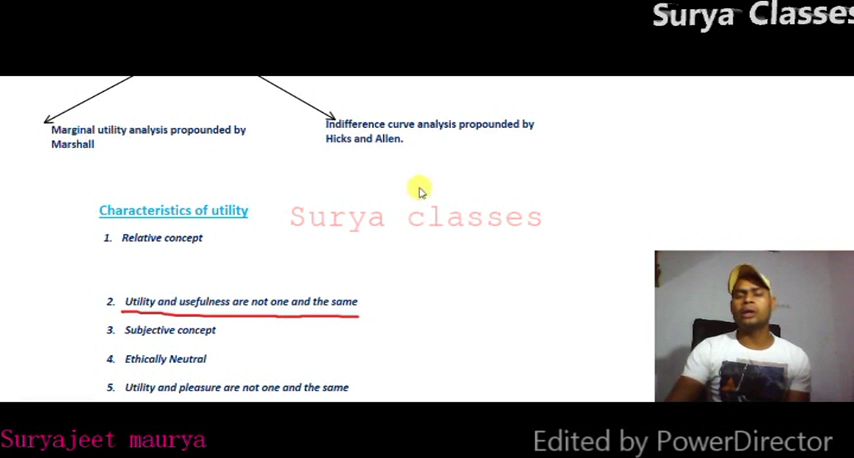 Surya Classes
Marginal utility analysis propounded by
Marshall
Indifference curve analysis propounded by
Hicks and Allen.
Characteristics of utility
Surya classes
1. Relative concept
2. Utility and usefulness are not one and the same
3. Subjective concept
4. Ethically Neutral
5. Utility and pleasure are not one and the same
Suryajeet maurya
Edited by PowerDirector